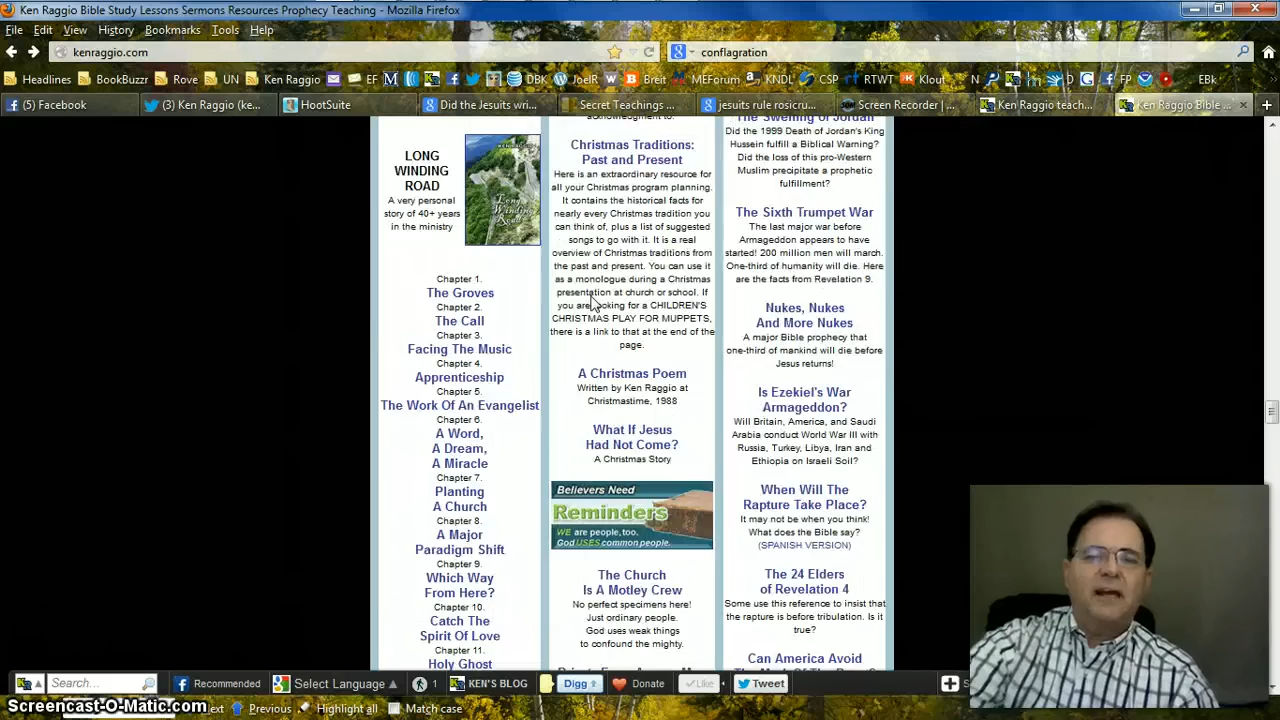 Ken Raggio Bible Study Lessons Sermons Resources Prophecy Teaching - Mozilla Firefox
File Edit View History Bookmarks Tools Help
kenraggio.com
conflagration
Headlines BookBuzz Rove UN Ken Raggio EF DBK JoelR Breit MEForum KNDL CSP RTWT Klout N D FP EBk
(5) Facebook
(3) Ken Raggio (ke...
HootSuite
Did the Jesuits wri...
Secret Teachings ...
jesuits rule rosicruc...
Screen Recorder | ...
Ken Raggio teach...
Ken Raggio Bible ...
LONG
WINDING
ROAD
A very personal
story of 40+ years
in the ministry
KEN RAGGIO
Long
Winding
Road
Chapter 1.
The Groves
Chapter 2.
The Call
Chapter 3.
Facing The Music
Chapter 4.
Apprenticeship
Chapter 5.
The Work Of An Evangelist
Chapter 6.
A Word,
A Dream,
A Miracle
Chapter 7.
Planting
A Church
Chapter 8.
A Major
Paradigm Shift
Chapter 9.
Which Way
From Here?
Chapter 10.
Catch The
Spirit Of Love
Chapter 11.
Holy Ghost
acknowledgment to.
Christmas Traditions:
Past and Present
Here is an extraordinary resource for
all your Christmas program planning.
It contains the historical facts for
nearly every Christmas tradition you
can think of, plus a list of suggested
songs to go with it. It is a real
overview of Christmas traditions from
the past and present. You can use it
as a monologue during a Christmas
presentation at church or school. If
you are looking for a CHILDREN'S
CHRISTMAS PLAY FOR MUPPETS,
there is a link to that at the end of the
page.
A Christmas Poem
Written by Ken Raggio at
Christmastime, 1988
What If Jesus
Had Not Come?
A Christmas Story
Believers Need
Reminders
WE are people, too.
God USES common people.
The Church
Is A Motley Crew
No perfect specimens here!
Just ordinary people.
God uses weak things
to confound the mighty.
The Swelling of Jordan
Did the 1999 Death of Jordan's King
Hussein fulfill a Biblical Warning?
Did the loss of this pro-Western
Muslim precipitate a prophetic
fulfillment?
The Sixth Trumpet War
The last major war before
Armageddon appears to have
started! 200 million men will march.
One-third of humanity will die. Here
are the facts from Revelation 9.
Nukes, Nukes
And More Nukes
A major Bible prophecy that
one-third of mankind will die before
Jesus returns!
Is Ezekiel's War
Armageddon?
Will Britain, America, and Saudi
Arabia conduct World War III with
Russia, Turkey, Libya, Iran and
Ethiopia on Israeli Soil?
When Will The
Rapture Take Place?
It may not be when you think!
What does the Bible say?
(SPANISH VERSION)
The 24 Elders
of Revelation 4
Some use this reference to insist that
the rapture is before tribulation. Is it
true?
Can America Avoid
Search...
Recommended
Select Language
1
KEN'S BLOG
Digg
Donate
Like
Tweet
Screencast-O-Matic.com
Previous
Highlight all
Match case